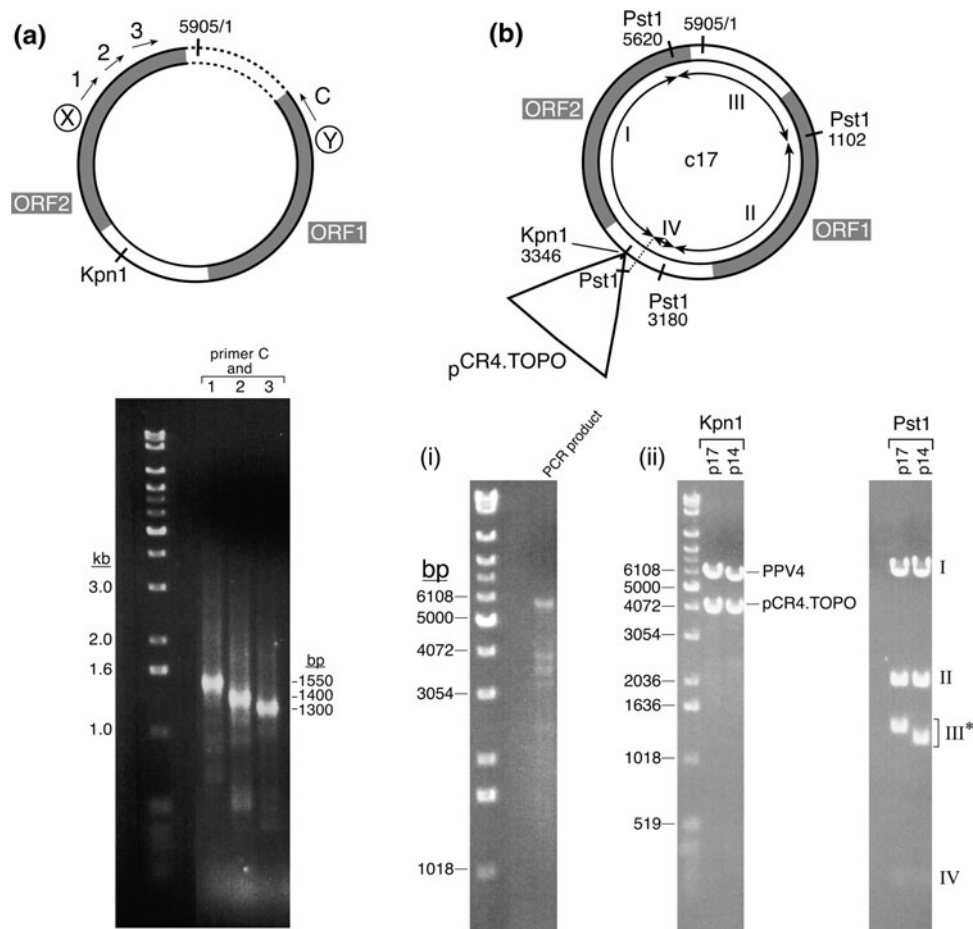 (a)
5905/1
3
2
1
X
C
Y
ORF2
ORF1
Kpn1
primer C
and
1 2 3
kb
3.0
2.0
1.6
1.0
bp
1550
1400
1300
(b)
Pst1
5620
5905/1
ORF2
III
I
Pst1
1102
c17
II
IV
ORF1
Kpn1
3346
Pst1
Pst1
3180
pCR4.TOPO
(i)
PCR product
bp
6108
5000
4072
3054
1018
(ii)
Kpn1
p17
p14
6108
5000
4072
3054
2036
1636
1018
519
PPV4
pCR4.TOPO
Pst1
p17
p14
I
II
III*
IV